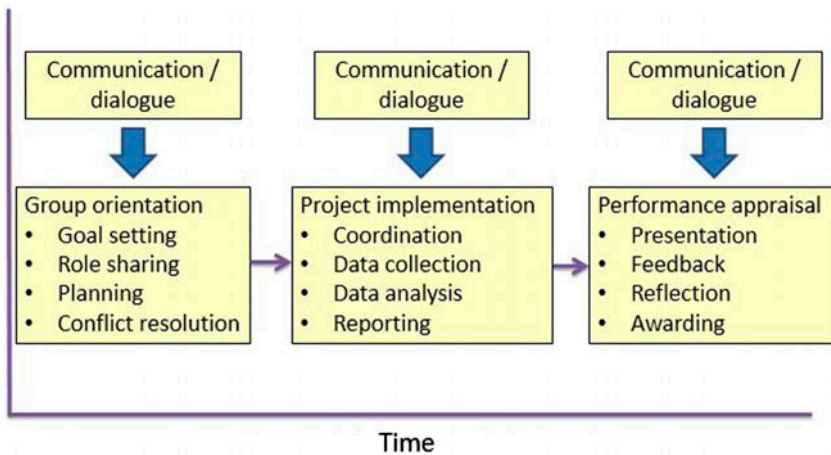 Communication /
dialogue
Communication /
dialogue
Communication /
dialogue
Group orientation
• Goal setting
• Role sharing
• Planning
• Conflict resolution
Project implementation
• Coordination
• Data collection
• Data analysis
• Reporting
Performance appraisal
• Presentation
• Feedback
• Reflection
• Awarding
Time